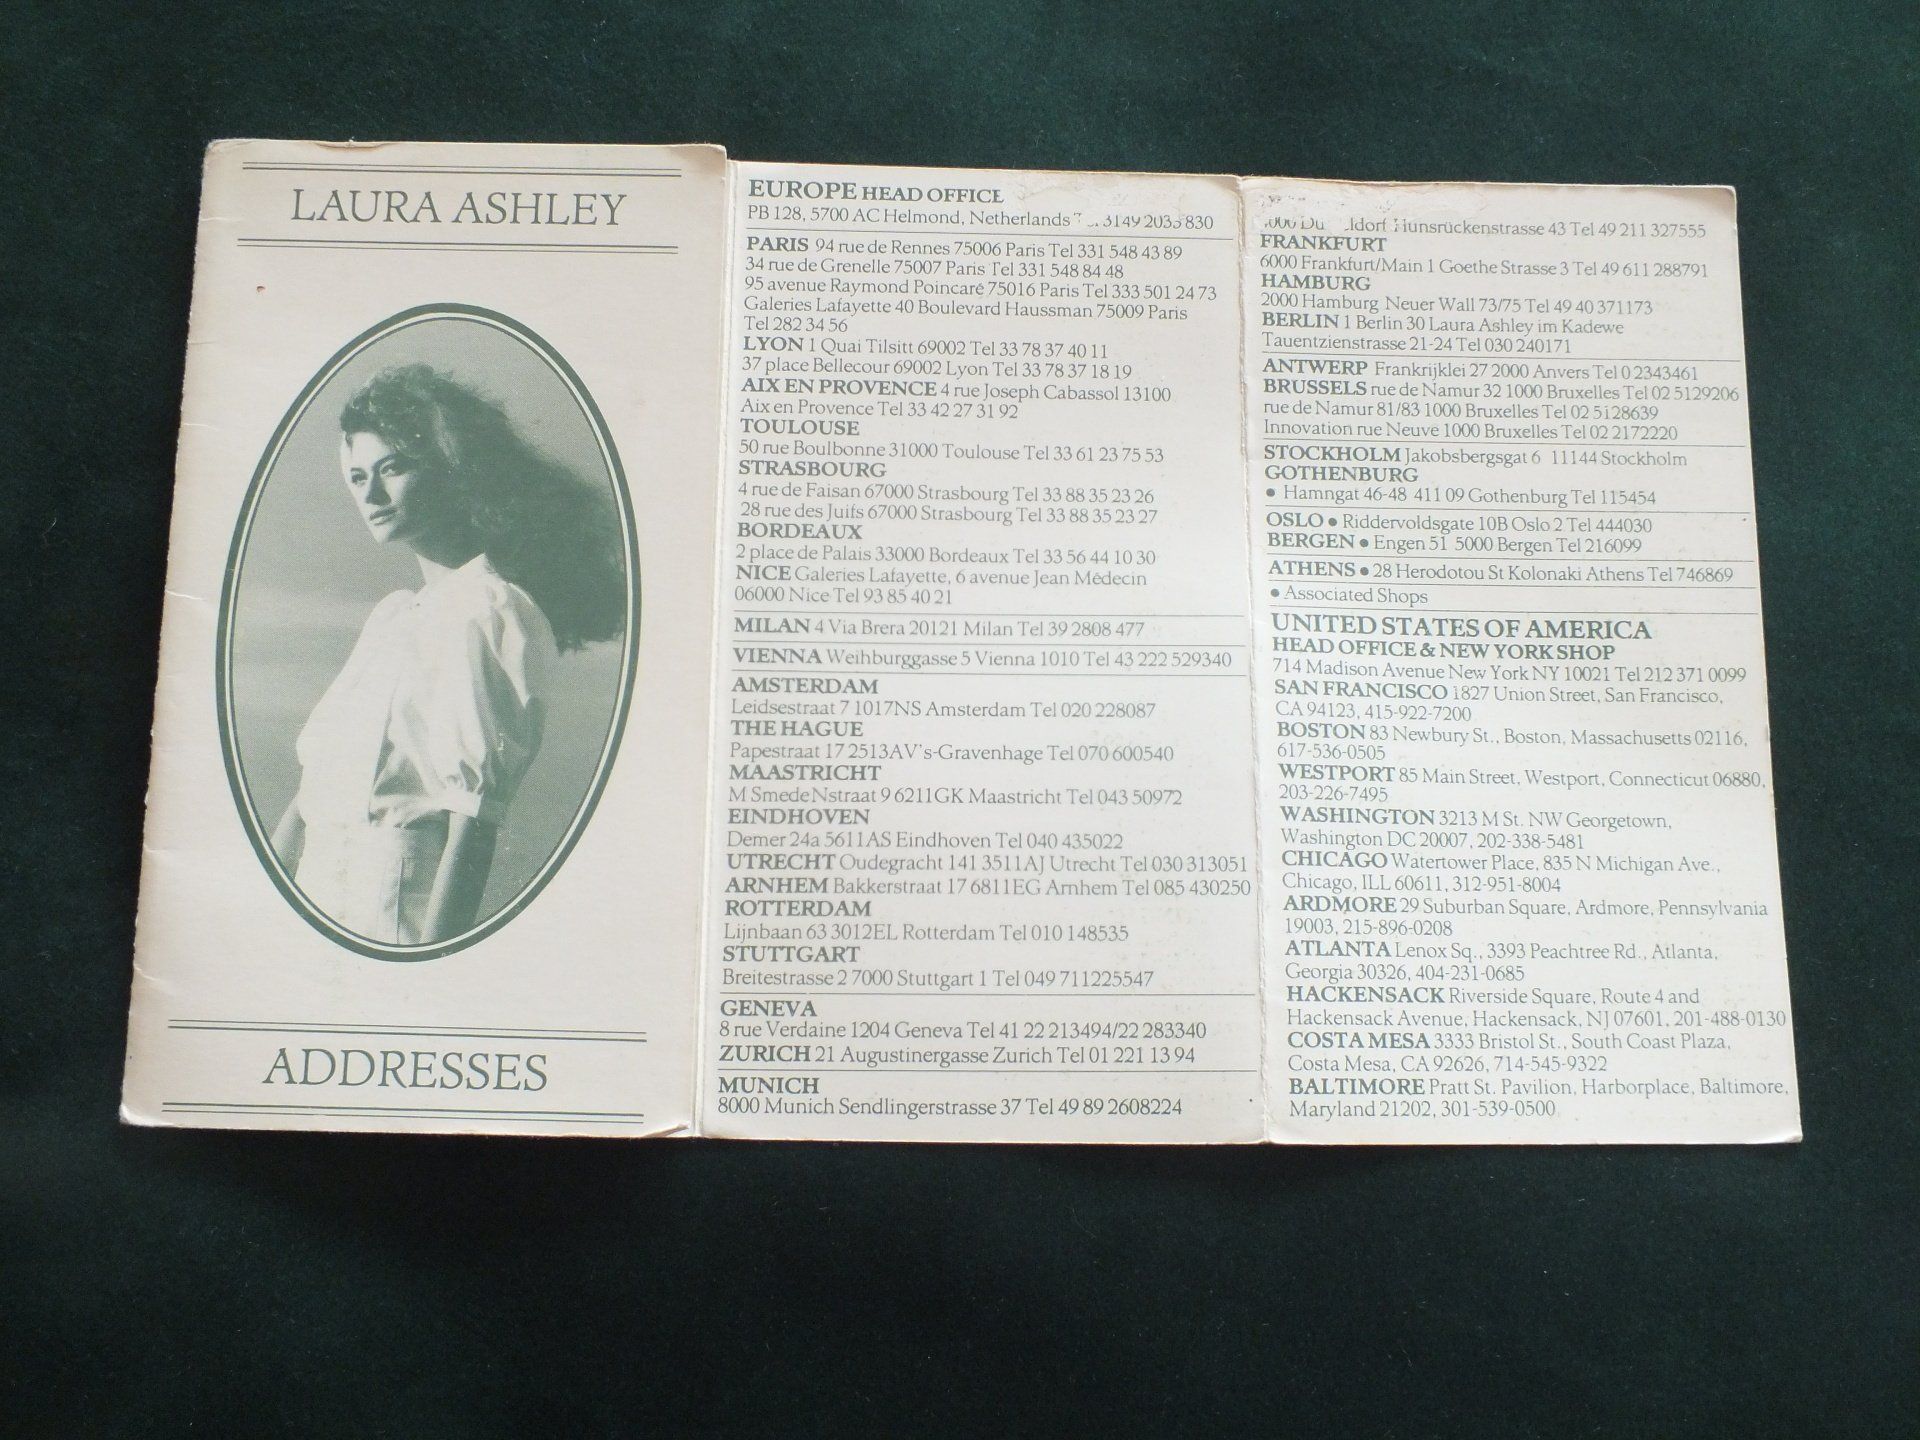 LAURA ASHLEY
ADDRESSES
EUROPE HEAD OFFICE
PB 128, 5700 AC Helmond, Netherlands 3149 203 830
PARIS 94 rue de Rennes 75006 Paris Tel 331 548 43 89
34 rue de Grenelle 75007 Paris Tel 331 548 84 48
95 avenue Raymond Poincaré 75016 Paris Tel 333 501 24 73
Galeries Lafayette 40 Boulevard Haussman 75009 Paris
Tel 282 34 56
LYON 1 Quai Tilsitt 69002 Tel 33 78 37 40 11
37 place Bellecour 69002 Lyon Tel 33 78 37 18 19
AIX EN PROVENCE 4 rue Joseph Cabassol 13100
Aix en Provence Tel 33 42 27 31 92
TOULOUSE
50 rue Boulbonne 31000 Toulouse Tel 33 61 23 75 53
STRASBOURG
4 rue de Faisan 67000 Strasbourg Tel 33 88 35 23 26
28 rue des Juifs 67000 Strasbourg Tel 33 88 35 23 27
BORDEAUX
2 place de Palais 33000 Bordeaux Tel 33 56 44 10 30
NICE Galeries Lafayette, 6 avenue Jean Médecin
06000 Nice Tel 93 85 40 21
MILAN 4 Via Brera 20121 Milan Tel 39 2808 477
VIENNA Weihburggasse 5 Vienna 1010 Tel 43 222 529340
AMSTERDAM
Leidsestraat 7 1017NS Amsterdam Tel 020 228087
THE HAGUE
Papestraat 17 2513AV's-Gravenhage Tel 070 600540
MAASTRICHT
M Smede Nstraat 9 6211GK Maastricht Tel 043 50972
EINDHOVEN
Demer 24a 5611AS Eindhoven Tel 040 435022
UTRECHT Oudegracht 141 3511AJ Utrecht Tel 030 313051
ARNHEM Bakkerstraat 17 6811EG Arnhem Tel 085 430250
ROTTERDAM
Lijnbaan 63 3012EL Rotterdam Tel 010 148535
STUTTGART
Breitestrasse 2 7000 Stuttgart 1 Tel 049 711225547
GENEVA
8 rue Verdaine 1204 Geneva Tel 41 22 213494/22 283340
ZURICH 21 Augustinergasse Zurich Tel 01 221 13 94
MUNICH
8000 Munich Sendlingerstrasse 37 Tel 49 89 2608224
Hunsrückenstrasse 43 Tel 49 211 327555
FRANKFURT
6000 Frankfurt/Main 1 Goethe Strasse 3 Tel 49 611 288791
HAMBURG
2000 Hamburg Neuer Wall 73/75 Tel 49 40 371173
BERLIN 1 Berlin 30 Laura Ashley im Kadewe
Tauentzienstrasse 21-24 Tel 030 240171
ANTWERP Frankrijklei 27 2000 Anvers Tel 0 2343461
BRUSSELS rue de Namur 32 1000 Bruxelles Tel 02 5129206
rue de Namur 81/83 1000 Bruxelles Tel 02 5128639
Innovation rue Neuve 1000 Bruxelles Tel 02 2172220
STOCKHOLM Jakobsbergsgat 6 11144 Stockholm
GOTHENBURG
• Hamngat 46-48 411 09 Gothenburg Tel 115454
OSLO • Riddervoldsgate 10B Oslo 2 Tel 444030
BERGEN • Engen 51 5000 Bergen Tel 216099
ATHENS • 28 Herodotou St Kolonaki Athens Tel 746869
• Associated Shops
UNITED STATES OF AMERICA
HEAD OFFICE & NEW YORK SHOP
714 Madison Avenue New York NY 10021 Tel 212 371 0099
SAN FRANCISCO 1827 Union Street, San Francisco,
CA 94123, 415-922-7200
BOSTON 83 Newbury St., Boston, Massachusetts 02116,
617-536-0505
WESTPORT 85 Main Street, Westport, Connecticut 06880,
203-226-7495
WASHINGTON 3213 M St. NW Georgetown,
Washington DC 20007, 202-338-5481
CHICAGO Watertower Place, 835 N Michigan Ave.,
Chicago, ILL 60611, 312-951-8004
ARDMORE 29 Suburban Square, Ardmore, Pennsylvania
19003, 215-896-0208
ATLANTA Lenox Sq., 3393 Peachtree Rd., Atlanta,
Georgia 30326, 404-231-0685
HACKENSACK Riverside Square, Route 4 and
Hackensack Avenue, Hackensack, NJ 07601, 201-488-0130
COSTA MESA 3333 Bristol St., South Coast Plaza,
Costa Mesa, CA 92626, 714-545-9322
BALTIMORE Pratt St. Pavilion, Harborplace, Baltimore,
Maryland 21202, 301-539-0500